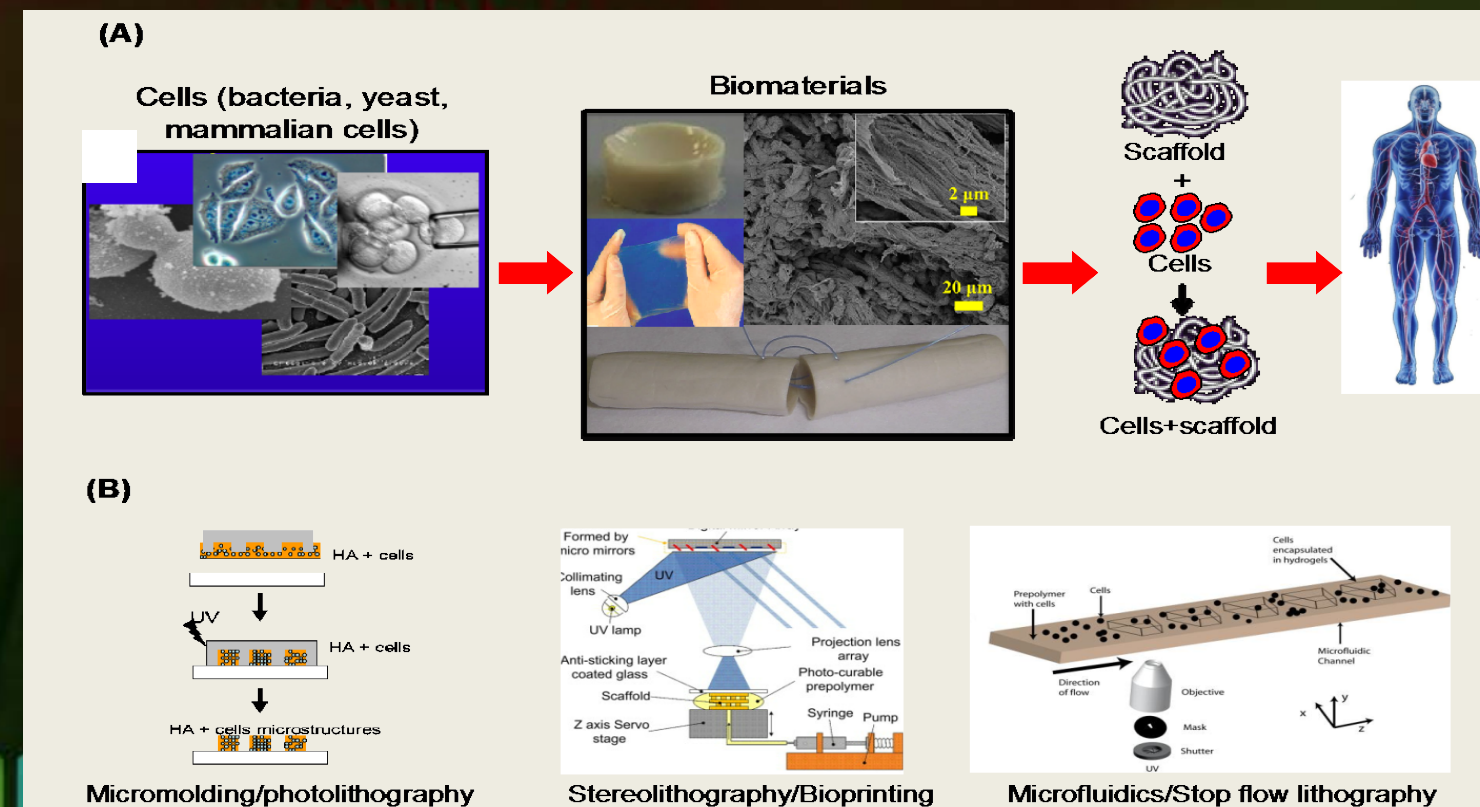 (A)
Cells (bacteria, yeast,
mammalian cells)
Biomaterials
2 μm
20 μm
Scaffold
+
Cells
Cells+scaffold
(B)
HA + cells
UV
HA + cells
HA + cells microstructures
Micromolding/photolithography
Formed by
micro mirrors
UV
Collimating
lens
UV lamp
Projection lens
array
Anti-sticking layer
coated glass
Photo-curable
prepolymer
Scaffold
Syringe
Pump
Z axis Servo
stage
Stereolithography/Bioprinting
Cells
encapsulated
in hydrogels
Prepolymer
with cells
Cells
Microfluidic
Channel
Direction
of flow
Objective
Mask
Shutter
UV
x
y
z
Microfluidics/Stop flow lithography